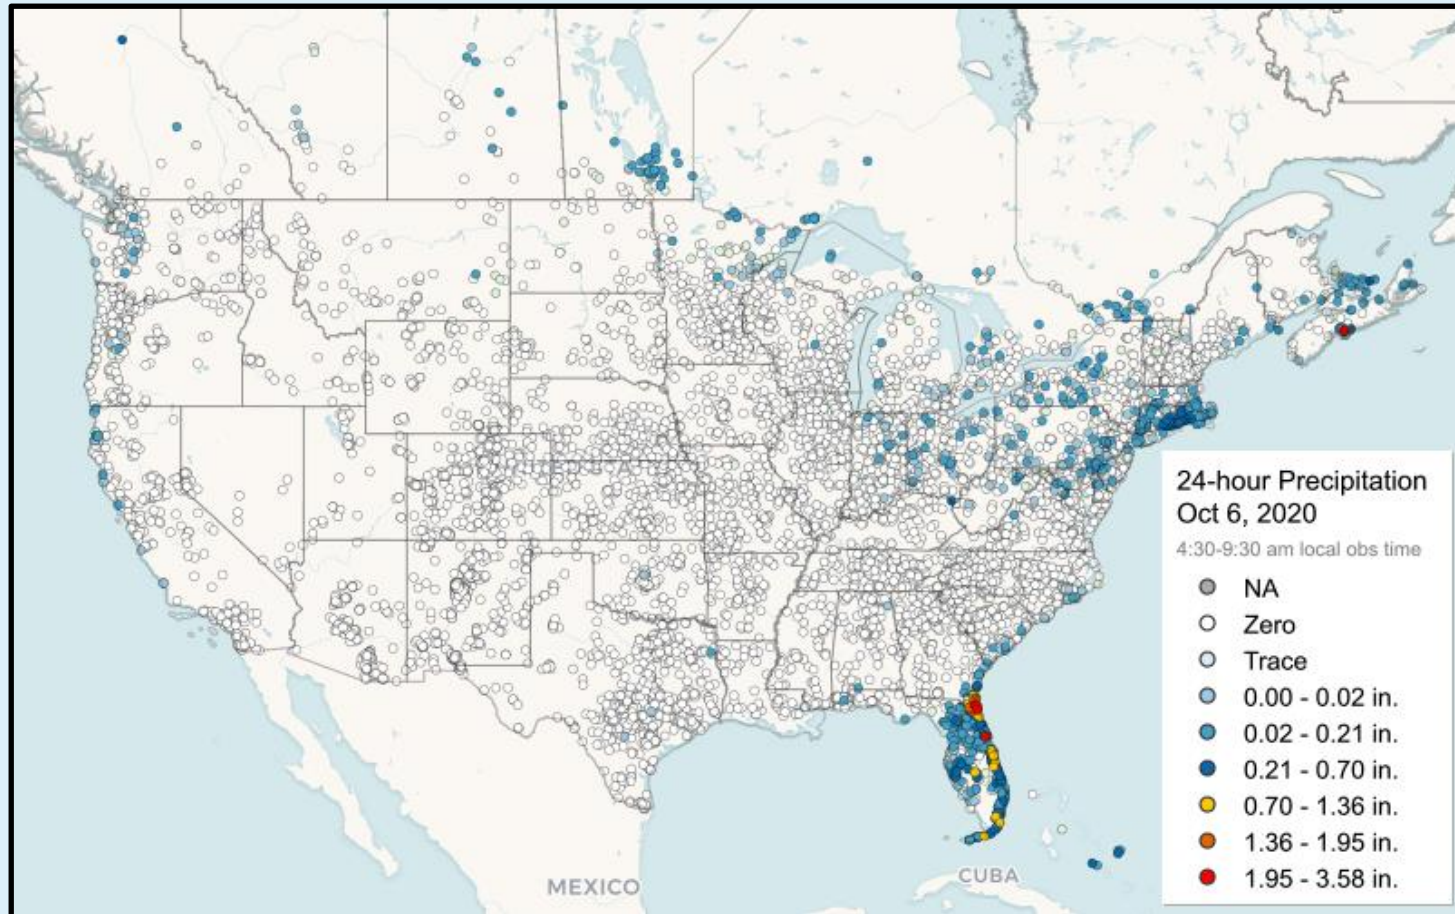 24-hour Precipitation
Oct 6, 2020
4:30-9:30 am local obs time
NA
Zero
Trace
0.00 - 0.02 in.
0.02 - 0.21 in.
0.21 - 0.70 in.
0.70 - 1.36 in.
1.36 - 1.95 in.
1.95 - 3.58 in.
MEXICO
CUBA